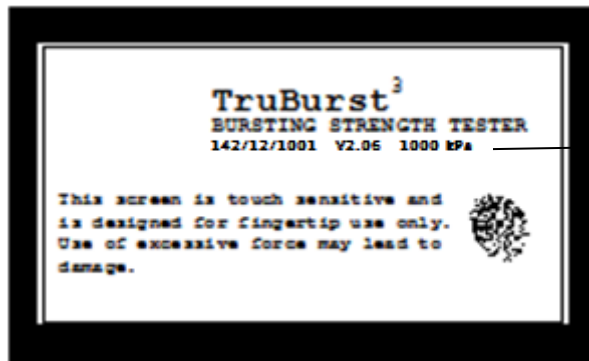 TruBurst³
BURSTING STRENGTH TESTER
142/12/1001 V2.06 1000 kPa
This screen is touch sensitive and
is designed for fingertip use only.
Use of excessive force may lead to
damage.